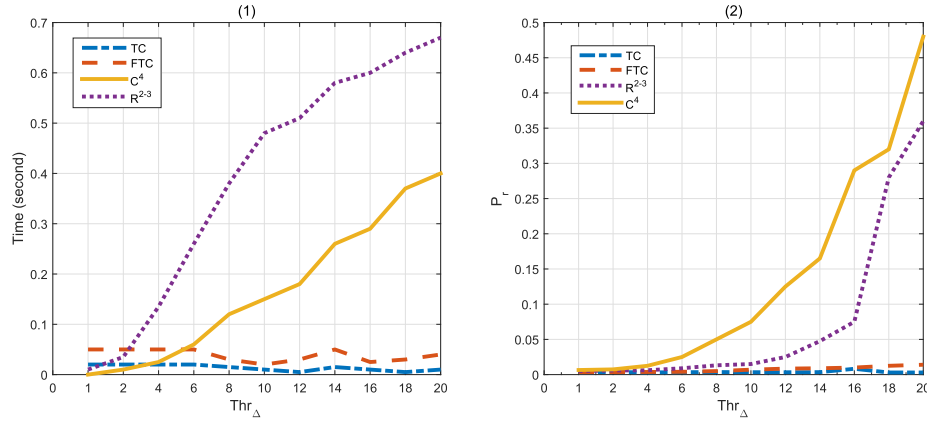 (1)
0.7
0.6
0.5
0.4
0.3
0.2
0.1
0
Time (second)
TC
FTC
C⁴
R²⁻³
0 1 2 4 6 8 10 12 14 16 18 20
Thr_Δ
(2)
0.5
0.45
0.4
0.35
0.3
0.25
0.2
0.15
0.1
0.05
0
P_r
TC
FTC
R²⁻³
C⁴
0 1 2 4 6 8 10 12 14 16 18 20
Thr_Δ